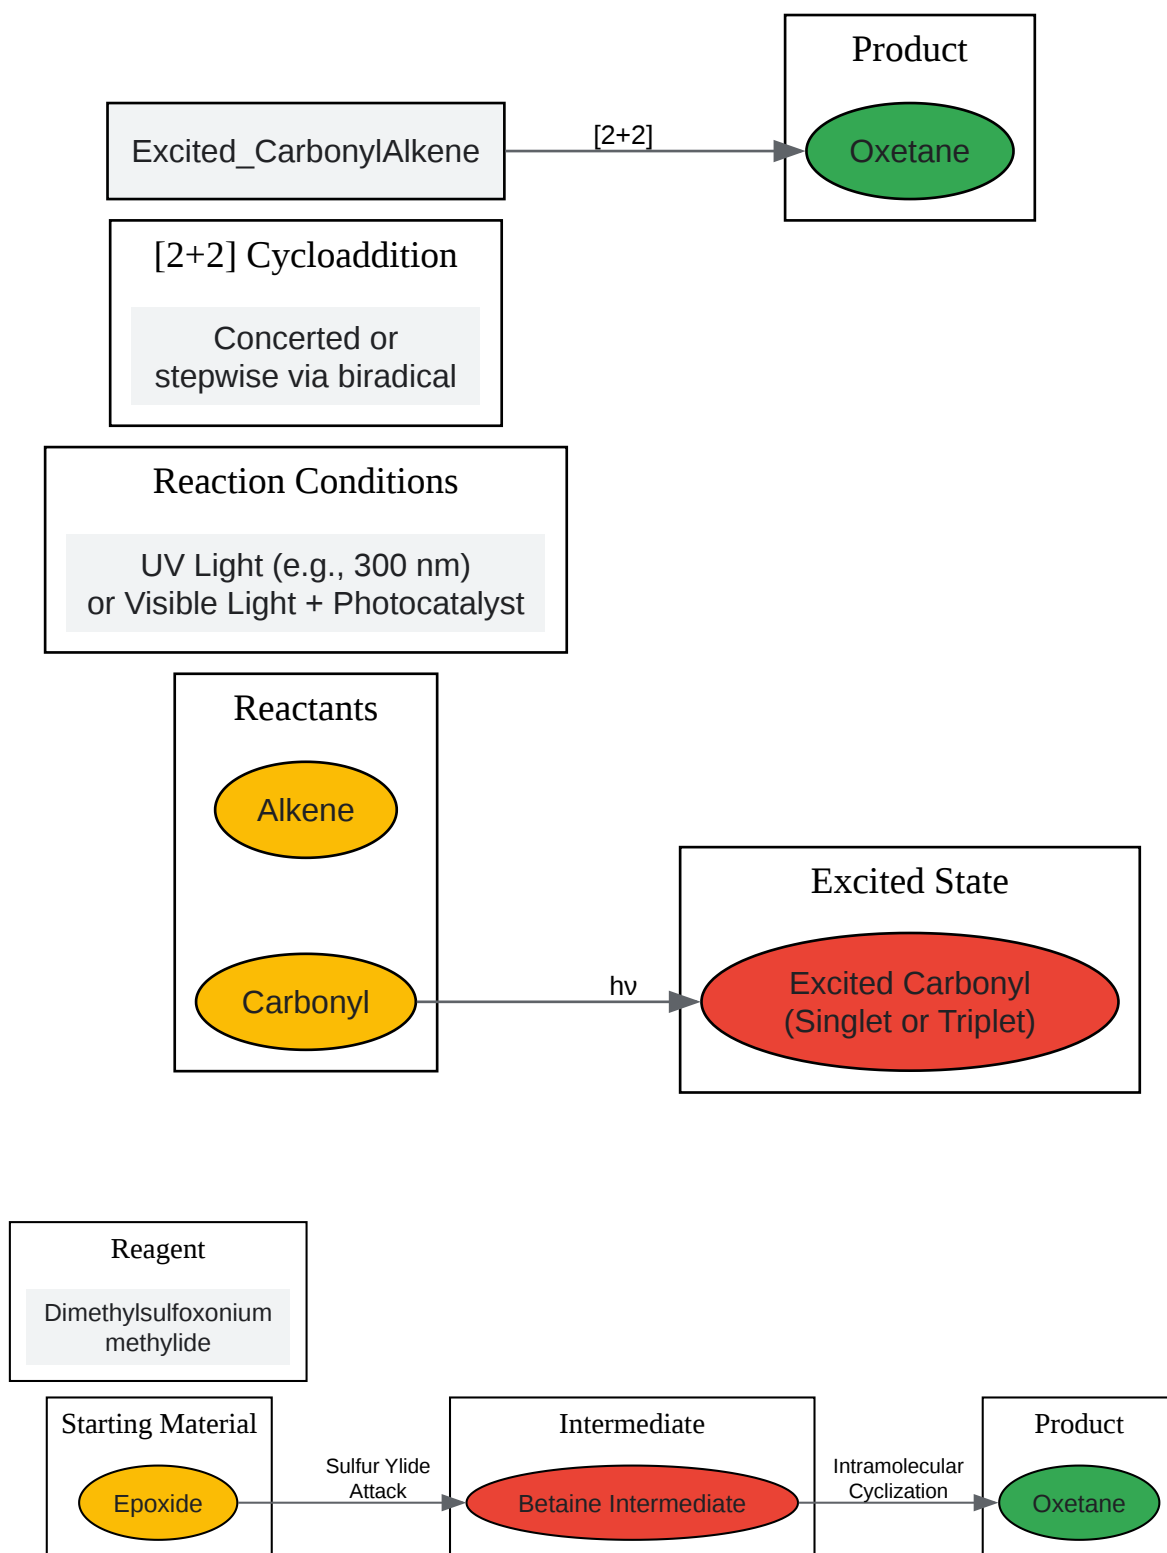 Product
Excited_CarbonylAlkene
[2+2]
Oxetane
[2+2] Cycloaddition
Concerted or
stepwise via biradical
Reaction Conditions
UV Light (e.g., 300 nm)
or Visible Light + Photocatalyst
Reactants
Alkene
Carbonyl
hν
Excited State
Excited Carbonyl
(Singlet or Triplet)
Reagent
Dimethylsulfoxonium
methylide
Starting Material
Epoxide
Sulfur Ylide
Attack
Intermediate
Betaine Intermediate
Intramolecular
Cyclization
Product
Oxetane